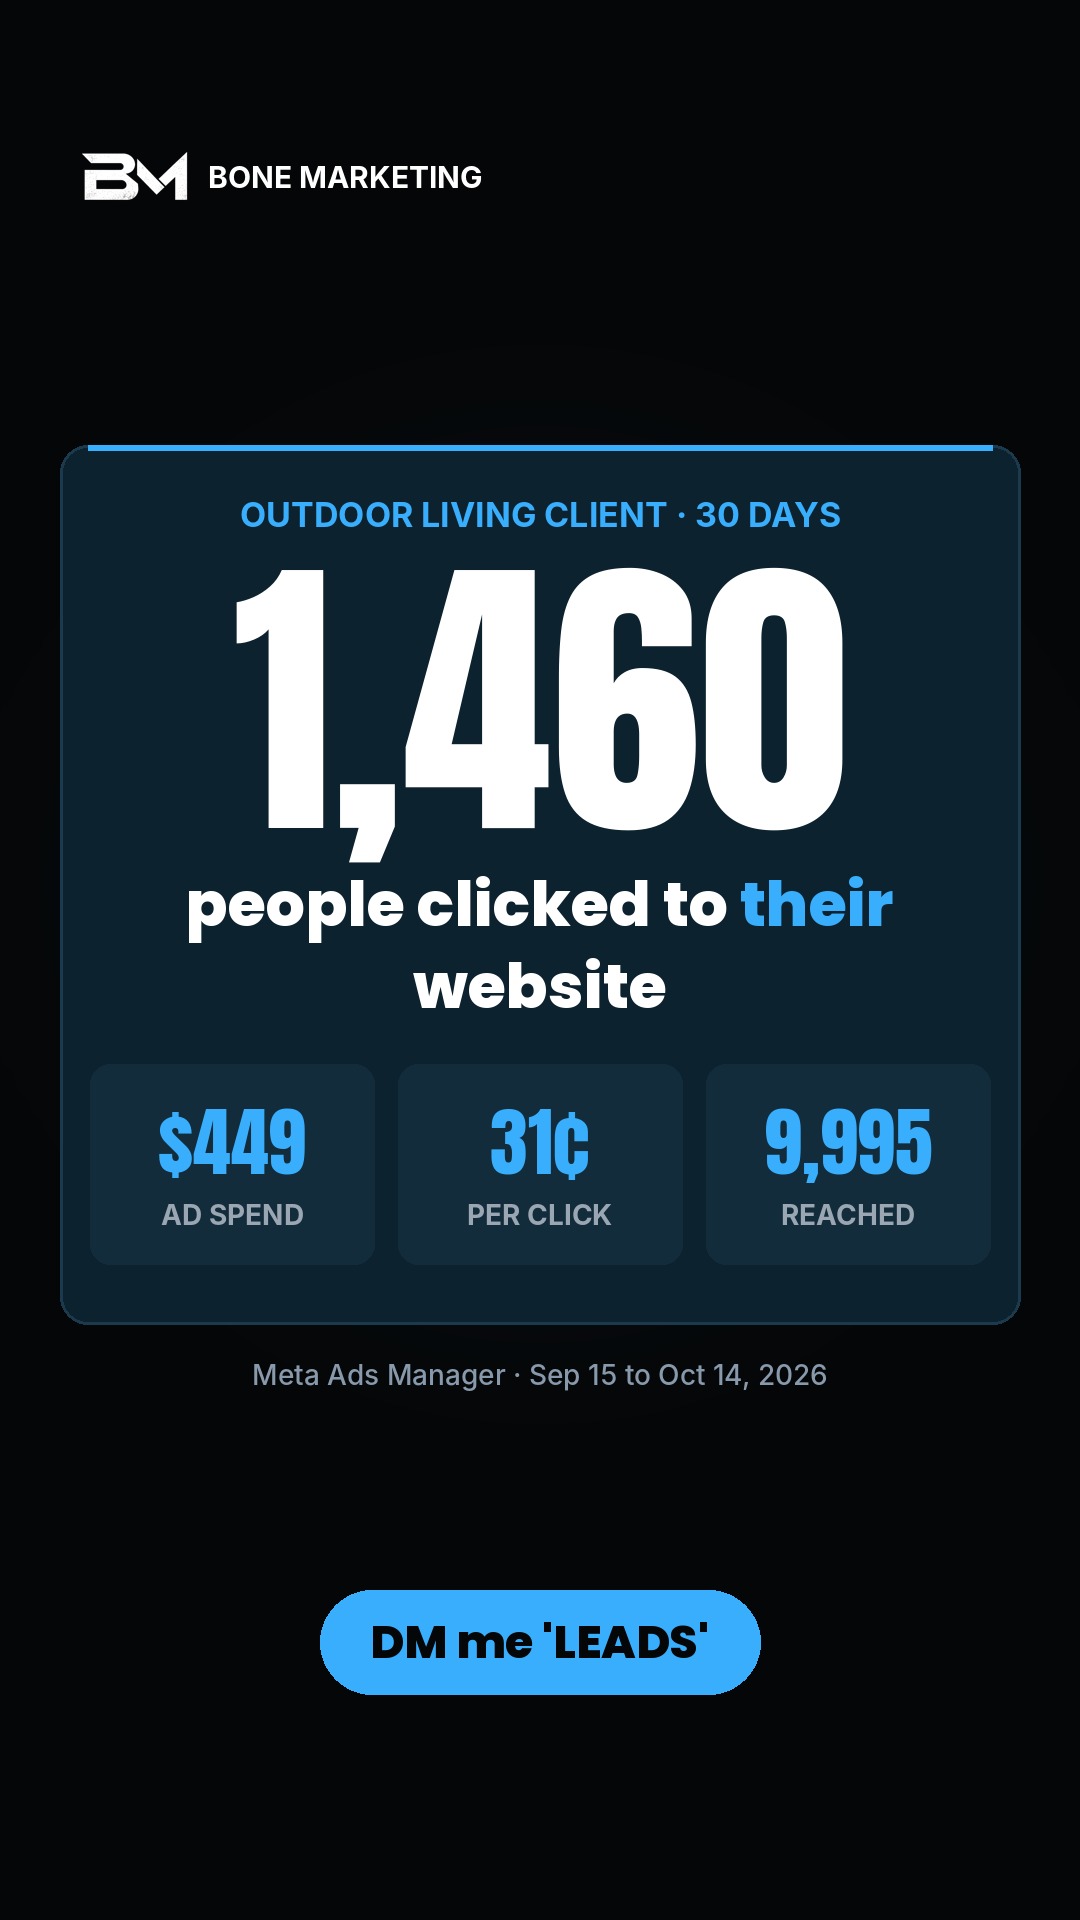 BM BONE MARKETING
OUTDOOR LIVING CLIENT · 30 DAYS
1,460
people clicked to their
website
$449 31¢ 9,995
AD SPEND PER CLICK REACHED
Meta Ads Manager · Sep 15 to Oct 14, 2026
DM me 'LEADS'